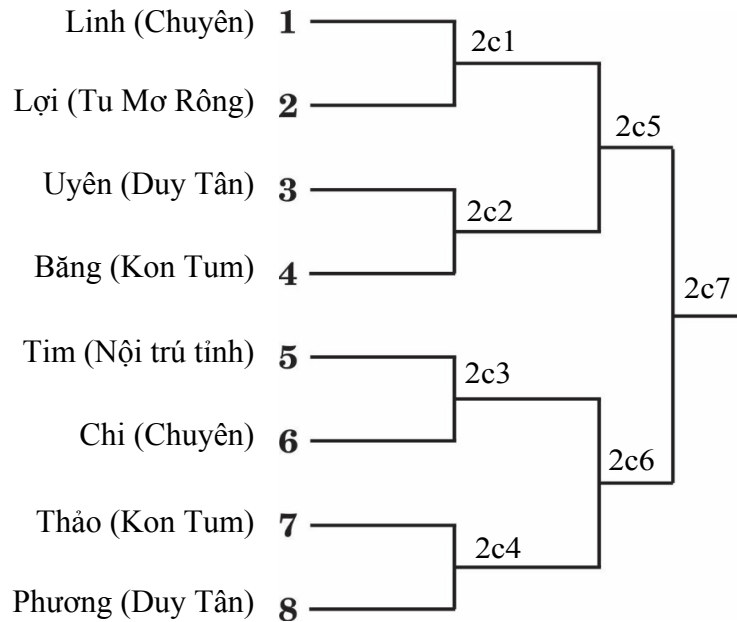 Linh (Chuyên) 1
2c1
Lợi (Tu Mơ Rông) 2
2c5
Uyên (Duy Tân) 3
2c2
Băng (Kon Tum) 4
2c7
Tim (Nội trú tỉnh) 5
2c3
Chi (Chuyên) 6
2c6
Thảo (Kon Tum) 7
2c4
Phương (Duy Tân) 8